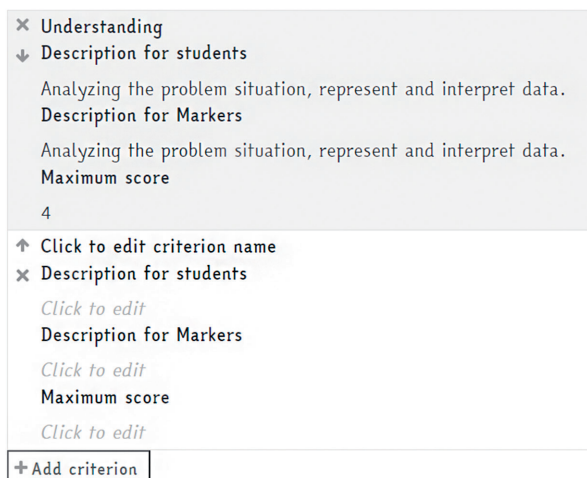 Understanding
Description for students
Analyzing the problem situation, represent and interpret data.
Description for Markers
Analyzing the problem situation, represent and interpret data.
Maximum score
4
Click to edit criterion name
Description for students
Click to edit
Description for Markers
Click to edit
Maximum score
Click to edit
+Add criterion